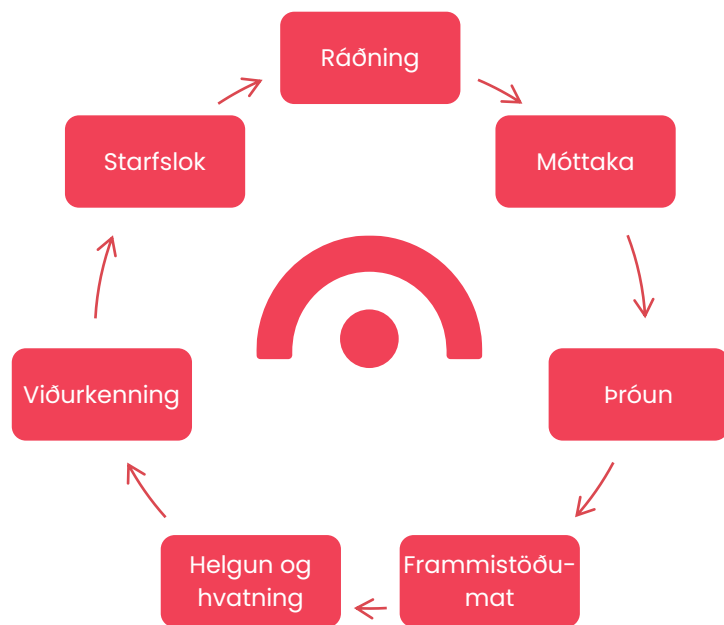 Ráðning
Móttaka
Þróun
Frammistöðu-
mat
Helgun og
hvatning
Viðurkenning
Starfslok